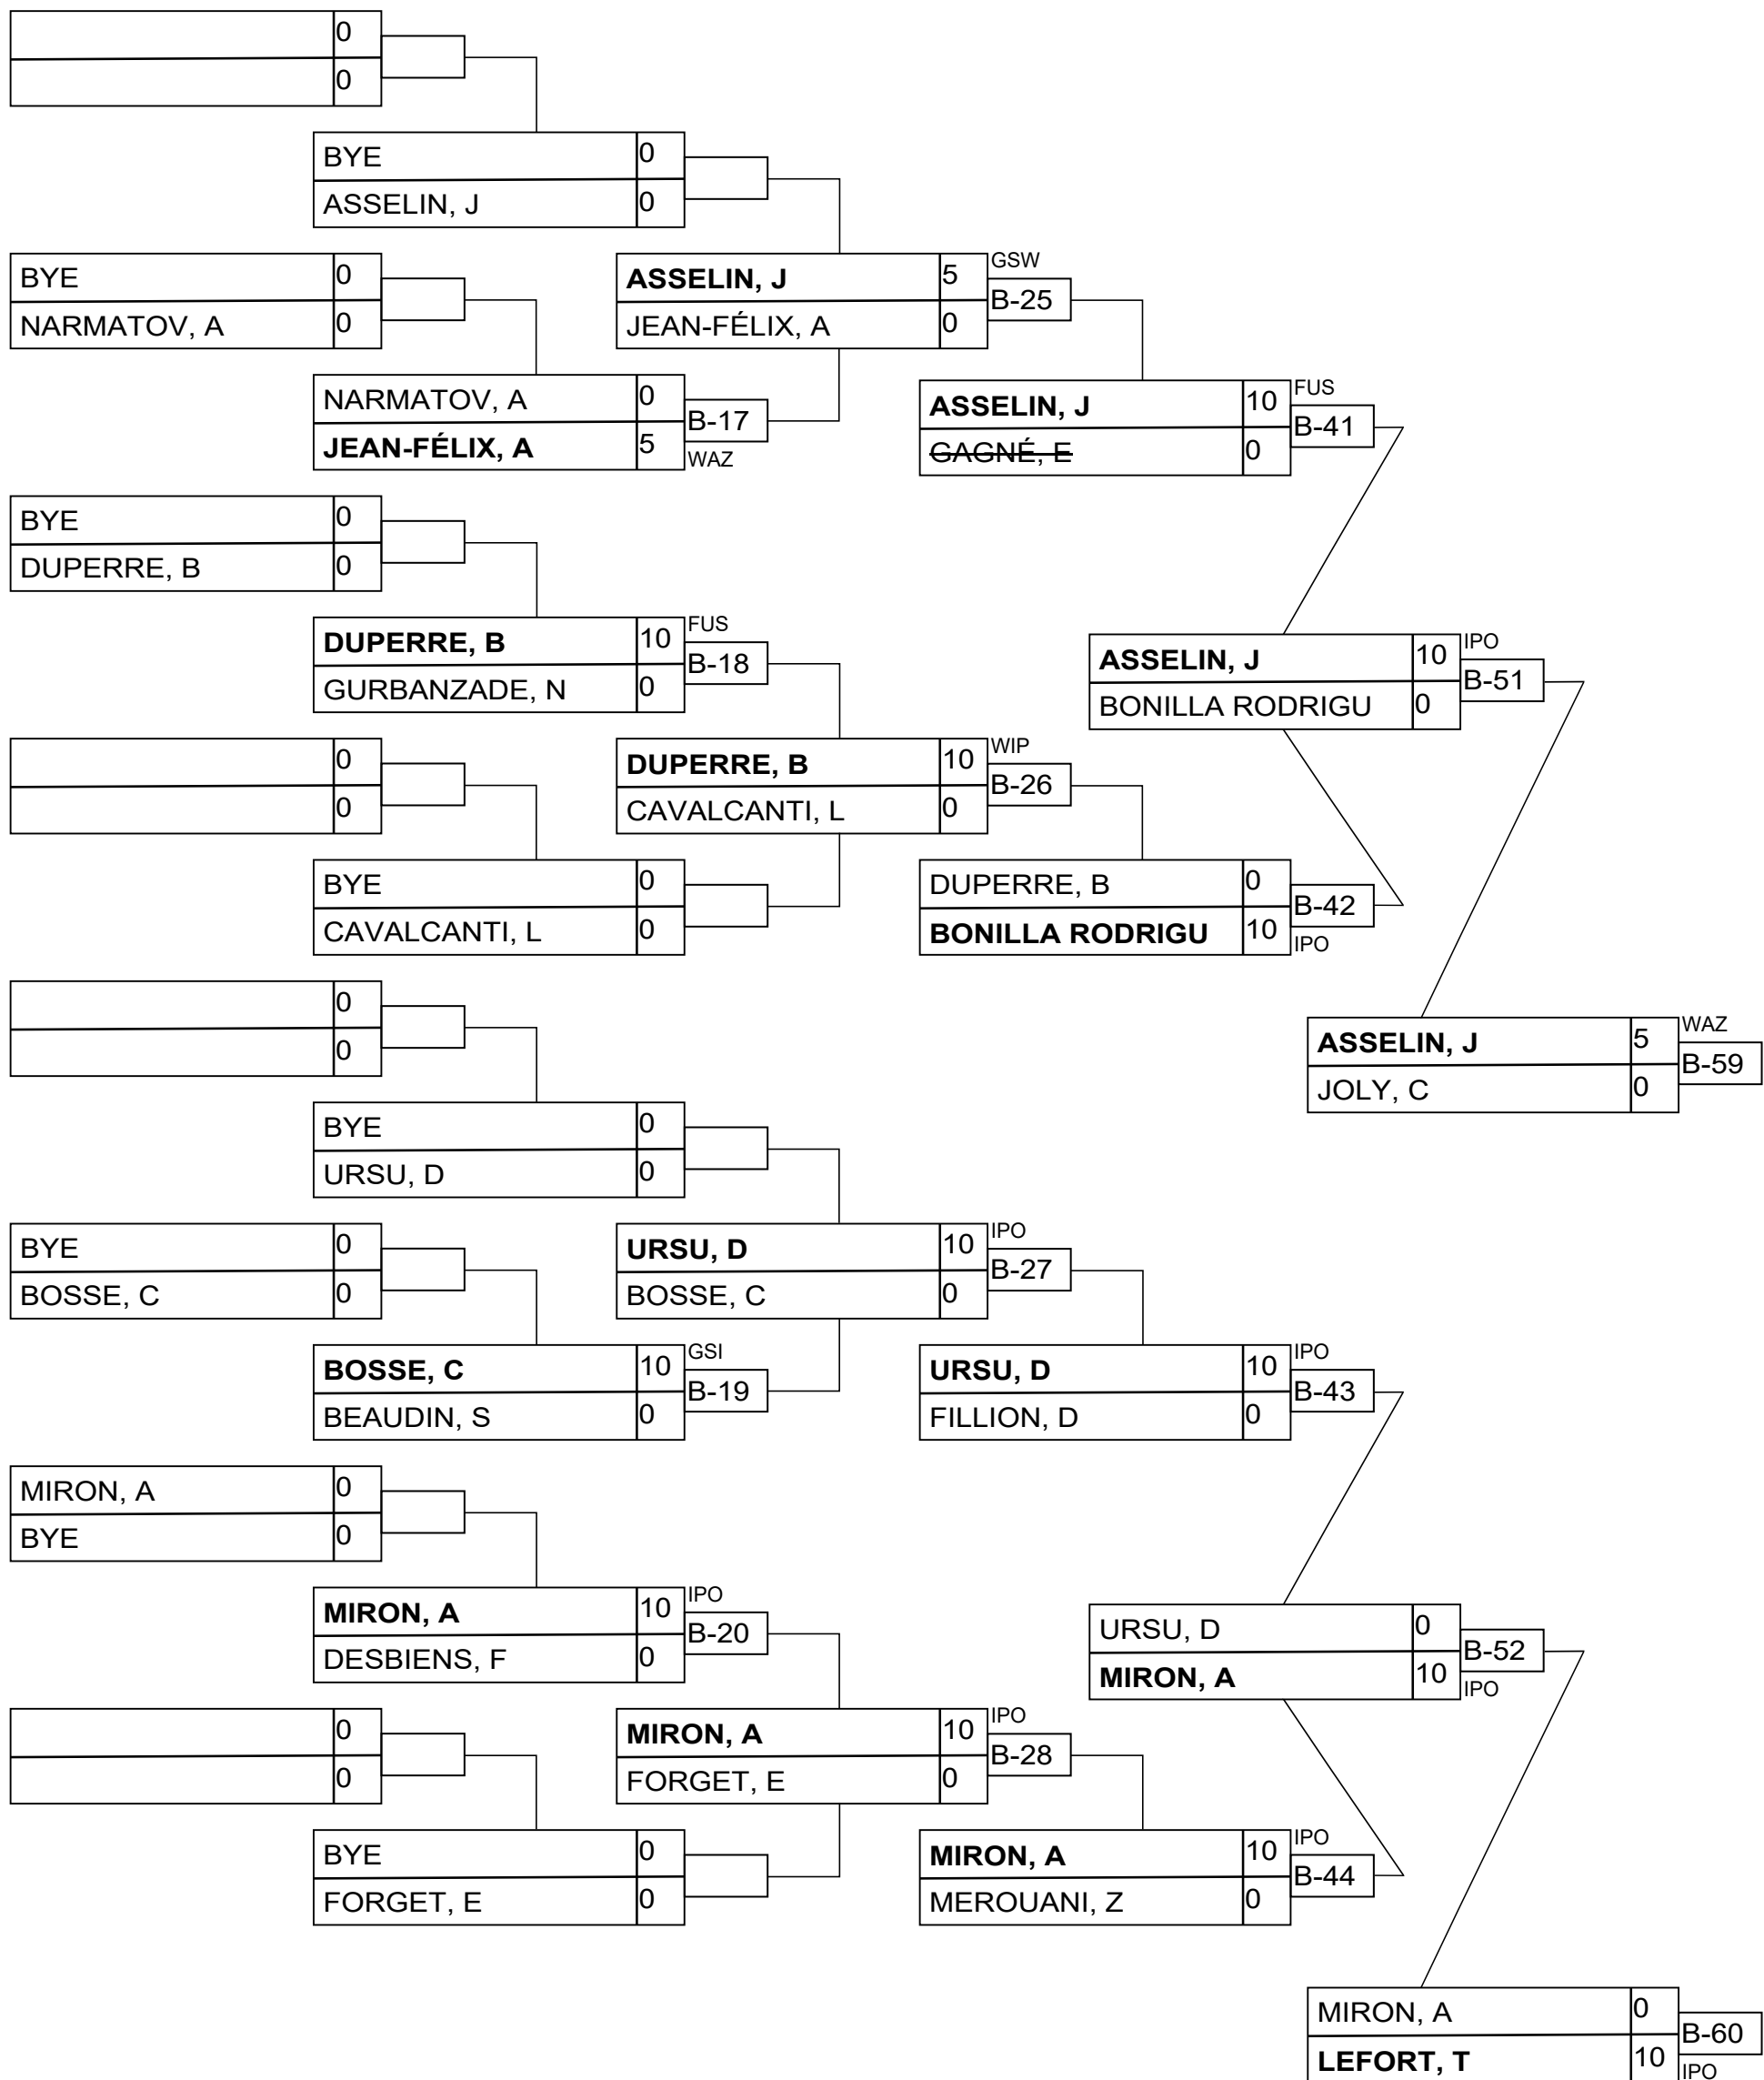 0
0
BYE 0
ASSELIN, J 0
BYE 0
NARMATOV, A 0
ASSELIN, J 5 GSW
B-25
JEAN-FÉLIX, A 0
NARMATOV, A 0
B-17
JEAN-FÉLIX, A 5 WAZ
ASSELIN, J 10 FUS
B-41
GAGNÉ, E 0
BYE 0
DUPERRE, B 0
DUPERRE, B 10 FUS
B-18
GURBANZADE, N 0
ASSELIN, J 10 IPO
B-51
BONILLA RODRIGU 0
0
0
DUPERRE, B 10 WIP
B-26
CAVALCANTI, L 0
BYE 0
CAVALCANTI, L 0
DUPERRE, B 0
B-42
BONILLA RODRIGU 10 IPO
0
0
ASSELIN, J 5 WAZ
B-59
JOLY, C 0
BYE 0
URSU, D 0
BYE 0
BOSSE, C 0
URSU, D 10 IPO
B-27
BOSSE, C 0
BOSSE, C 10 GSI
B-19
BEAUDIN, S 0
URSU, D 10 IPO
B-43
FILLION, D 0
MIRON, A 0
BYE 0
MIRON, A 10 IPO
B-20
DESBIENS, F 0
URSU, D 0
B-52
MIRON, A 10 IPO
0
0
MIRON, A 10 IPO
B-28
FORGET, E 0
BYE 0
FORGET, E 0
MIRON, A 10 IPO
B-44
MEROUANI, Z 0
MIRON, A 0
B-60
LEFORT, T 10 IPO